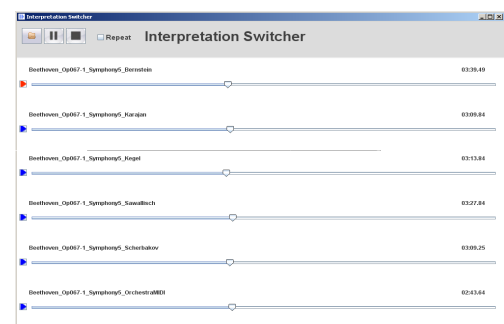 Interpretation Switcher
Repeat Interpretation Switcher
Beethoven_Op067-1_Symphony5_Bernstein 03:39.49
Beethoven_Op067-1_Symphony5_Karajan 03:09.84
Beethoven_Op067-1_Symphony5_Kegel 03:13.84
Beethoven_Op067-1_Symphony5_Sawallisch 03:27.84
Beethoven_Op067-1_Symphony5_Scherbakov 03:09.25
Beethoven_Op067-1_Symphony5_OrchestraMIDI 02:43.64